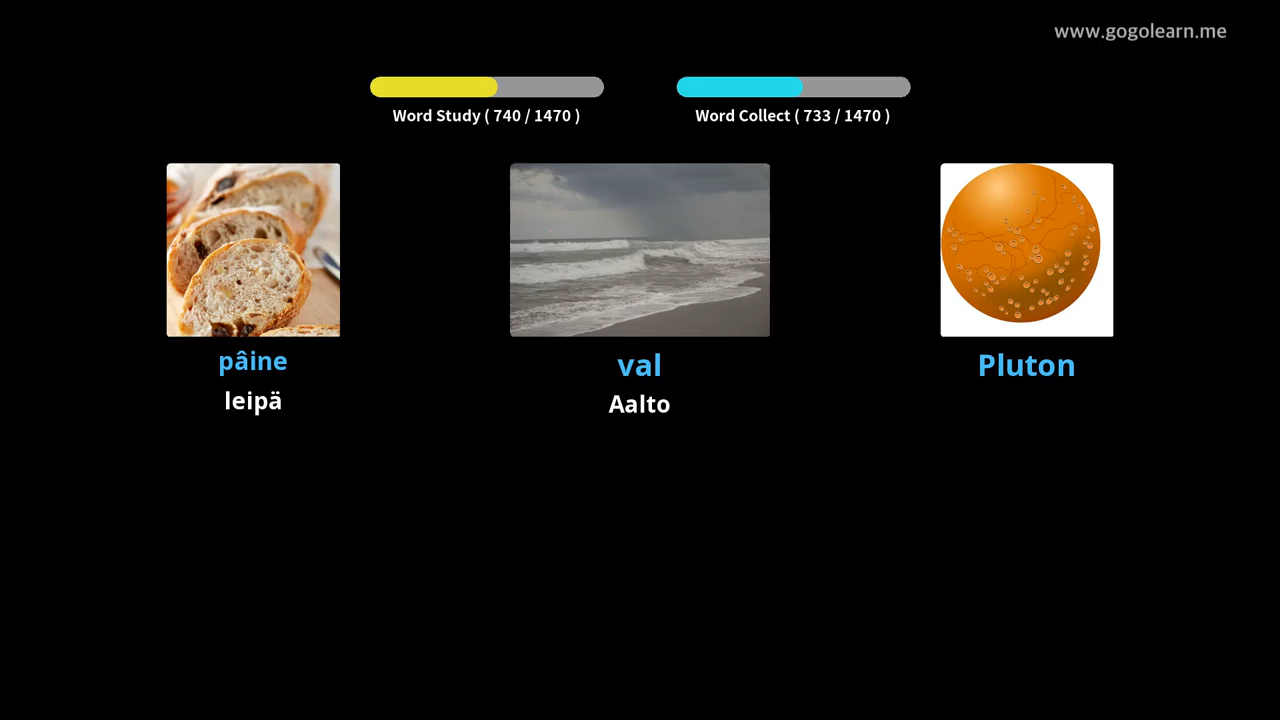 www.gogolearn.me
Word Study ( 740 / 1470 )
Word Collect ( 733 / 1470 )
pâine
leipä
val
Aalto
Pluton